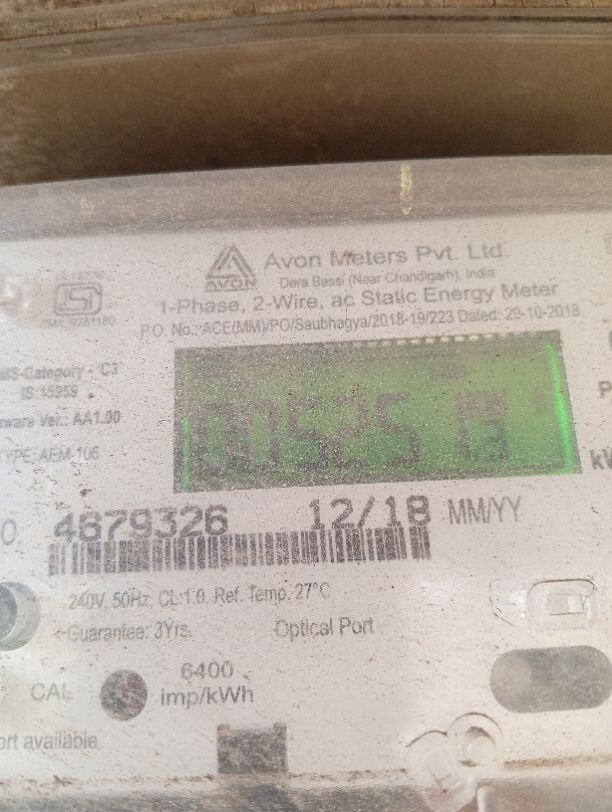 AVON
Avon Meters Pvt. Ltd.
Dera Bassi (Near Chandigarh), India
1-Phase, 2-Wire, ac Static Energy Meter
P.O. No.: ACE(MM)/PO/Saubhagya/2018-19/223 Dated: 29-10-2018
MS-Category - 'C3
IS:15959
ware Ver.: AA1.00
TYPE: AEM-106
00525
4679326 12/18 MM/YY
240V, 50Hz, CL:1.0, Ref. Temp. 27°C
Guarantee: 3Yrs. Optical Port
CAL 6400
imp/kWh
ort available